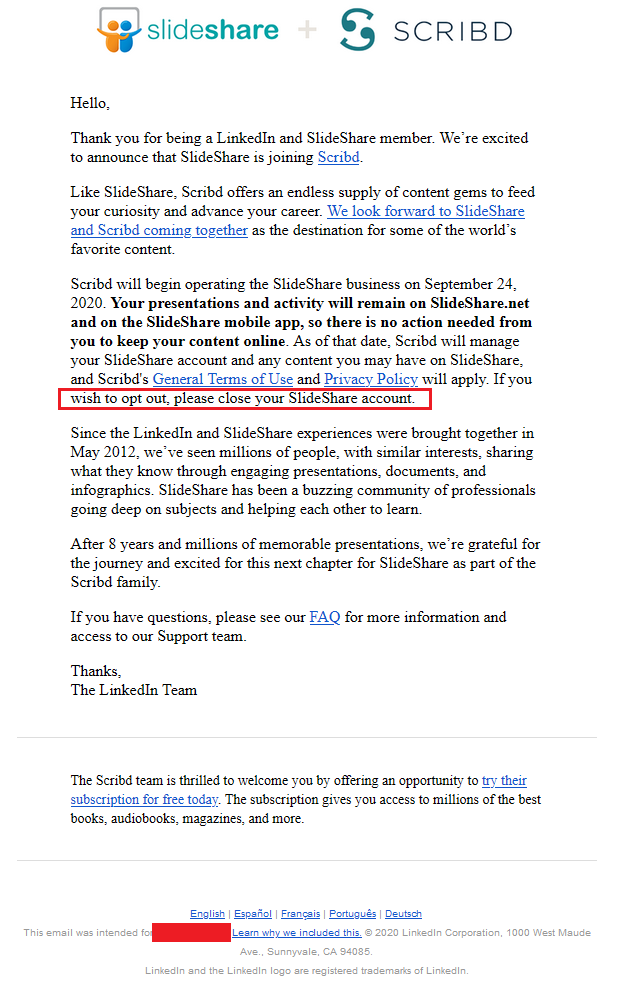 slideshare + SCRIBD
Hello,
Thank you for being a LinkedIn and SlideShare member. We’re excited
to announce that SlideShare is joining Scribd.
Like SlideShare, Scribd offers an endless supply of content gems to feed
your curiosity and advance your career. We look forward to SlideShare
and Scribd coming together as the destination for some of the world’s
favorite content.
Scribd will begin operating the SlideShare business on September 24,
2020. Your presentations and activity will remain on SlideShare.net
and on the SlideShare mobile app, so there is no action needed from
you to keep your content online. As of that date, Scribd will manage
your SlideShare account and any content you may have on SlideShare,
and Scribd's General Terms of Use and Privacy Policy will apply. If you
wish to opt out, please close your SlideShare account.
Since the LinkedIn and SlideShare experiences were brought together in
May 2012, we’ve seen millions of people, with similar interests, sharing
what they know through engaging presentations, documents, and
infographics. SlideShare has been a buzzing community of professionals
going deep on subjects and helping each other to learn.
After 8 years and millions of memorable presentations, we’re grateful for
the journey and excited for this next chapter for SlideShare as part of the
Scribd family.
If you have questions, please see our FAQ for more information and
access to our Support team.
Thanks,
The LinkedIn Team
The Scribd team is thrilled to welcome you by offering an opportunity to try their
subscription for free today. The subscription gives you access to millions of the best
books, audiobooks, magazines, and more.
English | Español | Français | Português | Deutsch
This email was intended for Learn why we included this. © 2020 LinkedIn Corporation, 1000 West Maude
Ave., Sunnyvale, CA 94085.
LinkedIn and the LinkedIn logo are registered trademarks of LinkedIn.